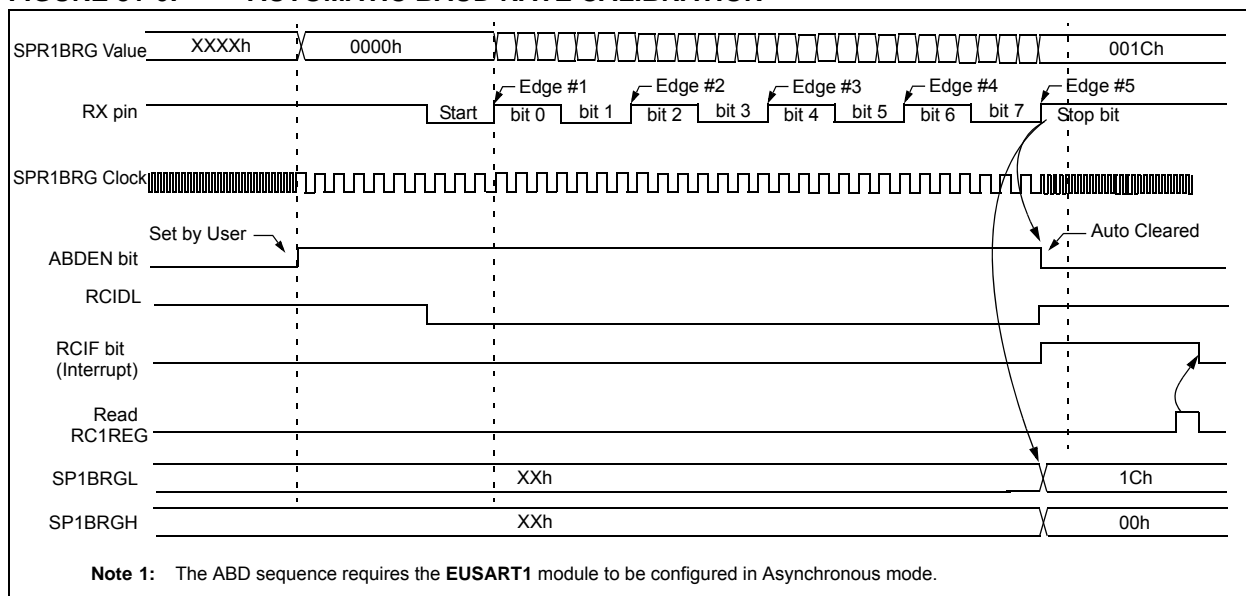 SPR1BRG Value
XXXXh
0000h
001Ch
RX pin
Start
Edge #1
bit 0
bit 1
Edge #2
bit 2
bit 3
Edge #3
bit 4
bit 5
Edge #4
bit 6
bit 7
Edge #5
Stop bit
SPR1BRG Clock
Set by User
Auto Cleared
ABDEN bit
RCIDL
RCIF bit
(Interrupt)
Read
RC1REG
SP1BRGL
XXh
1Ch
SP1BRGH
XXh
00h
Note 1: The ABD sequence requires the EUSART1 module to be configured in Asynchronous mode.